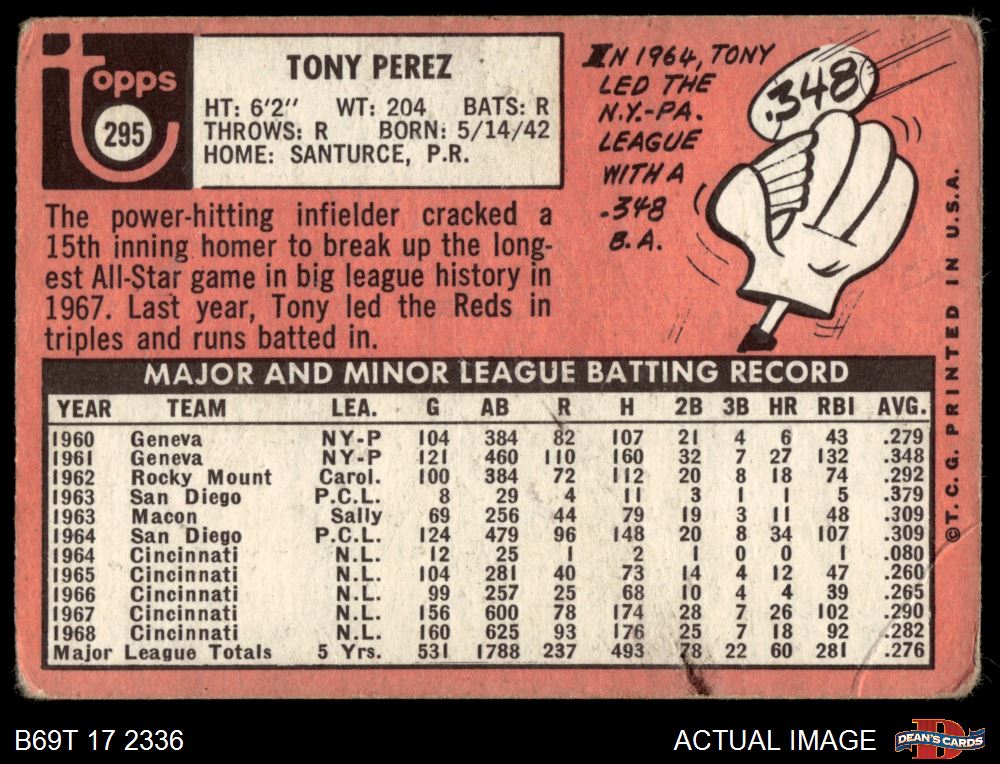 topps
295
TONY PEREZ
HT: 6'2" WT: 204 BATS: R
THROWS: R BORN: 5/14/42
HOME: SANTURCE, P.R.
IN 1964, TONY
LED THE
N.Y.-PA.
LEAGUE
WITH A
.348
B.A.
.348
The power-hitting infielder cracked a
15th inning homer to break up the long-
est All-Star game in big league history in
1967. Last year, Tony led the Reds in
triples and runs batted in.
MAJOR AND MINOR LEAGUE BATTING RECORD
YEAR TEAM LEA. G AB R H 2B 3B HR RBI AVG.
1960 Geneva NY-P 104 384 82 107 21 4 6 43 .279
1961 Geneva NY-P 121 460 110 160 32 7 27 132 .348
1962 Rocky Mount Carol. 100 384 72 112 20 8 18 74 .292
1963 San Diego P.C.L. 8 29 4 11 3 1 1 5 .379
1963 Macon Sally 69 256 44 79 19 3 11 48 .309
1964 San Diego P.C.L. 124 479 96 148 20 8 34 107 .309
1964 Cincinnati N.L. 12 25 1 2 1 0 0 1 .080
1965 Cincinnati N.L. 104 281 40 73 14 4 12 47 .260
1966 Cincinnati N.L. 99 257 25 68 10 4 4 39 .265
1967 Cincinnati N.L. 156 600 78 174 28 7 26 102 .290
1968 Cincinnati N.L. 160 625 93 176 25 7 18 92 .282
Major League Totals 5 Yrs. 531 1788 237 493 78 22 60 281 .276
©T.C.G. PRINTED IN U.S.A.
B69T 17 2336
ACTUAL IMAGE
D
DEAN'S CARDS